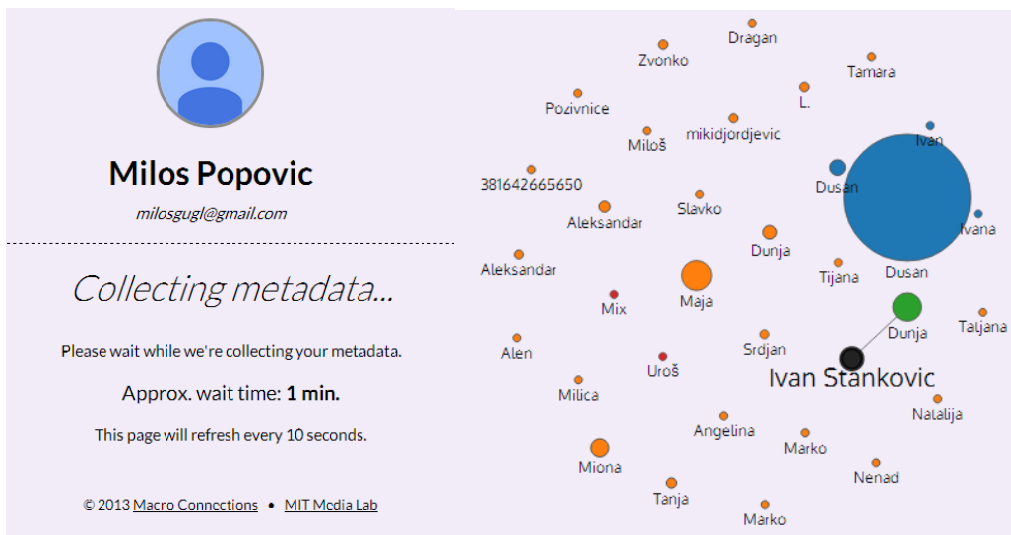 Milos Popovic
milosgugl@gmail.com
Collecting metadata...
Please wait while we're collecting your metadata.
Approx. wait time: 1 min.
This page will refresh every 10 seconds.
© 2013 Macro Connections • MIT Media Lab
Dragan
Zvonko
Tamara
L.
Pozivnice
mikidjordjevic
Miloš
Ivan
381642665650
Dusan
Slavko
Aleksandar
Ivana
Dunja
Aleksandar
Tijana
Dusan
Maja
Mix
Tatjana
Dunja
Srdjan
Alen
Uroš
Ivan Stankovic
Milica
Natalija
Angelina
Marko
Miona
Nenad
Tanja
Marko